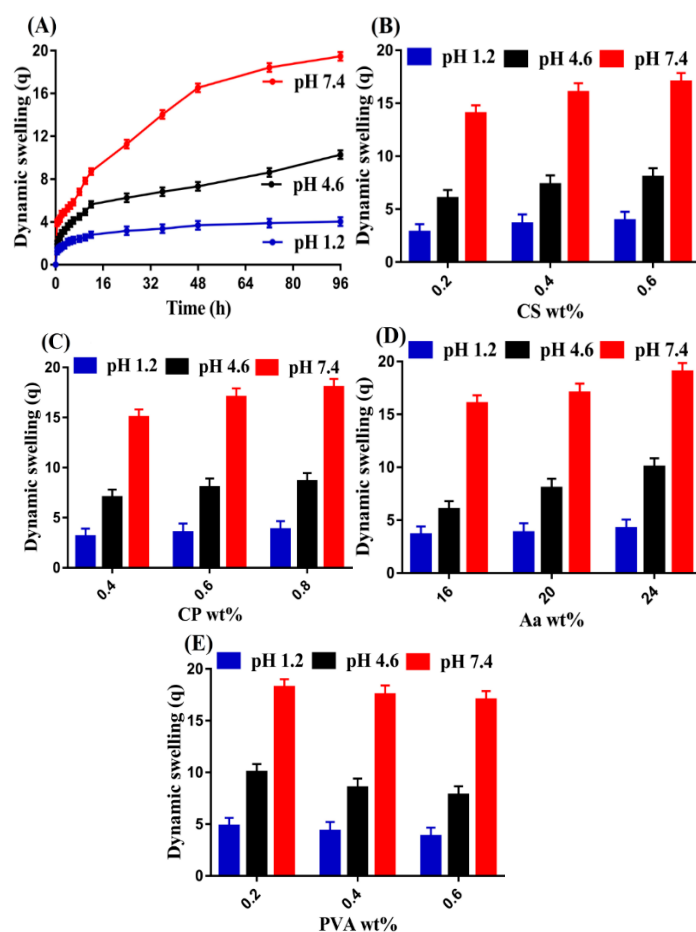 (A)
Dynamic swelling (q)
20
16
12
8
4
0
pH 7.4
pH 4.6
pH 1.2
0 16 32 48 64 80 96
Time (h)
(B)
pH 1.2 pH 4.6 pH 7.4
Dynamic swelling (q)
20
15
10
5
0
0.2 0.4 0.6
CS wt%
(C)
pH 1.2 pH 4.6 pH 7.4
Dynamic swelling (q)
20
15
10
5
0
0.4 0.6 0.8
CP wt%
(D)
pH 1.2 pH 4.6 pH 7.4
Dynamic swelling (q)
20
15
10
5
0
16 20 24
Aa wt%
(E)
pH 1.2 pH 4.6 pH 7.4
Dynamic swelling (q)
20
15
10
5
0
0.2 0.4 0.6
PVA wt%